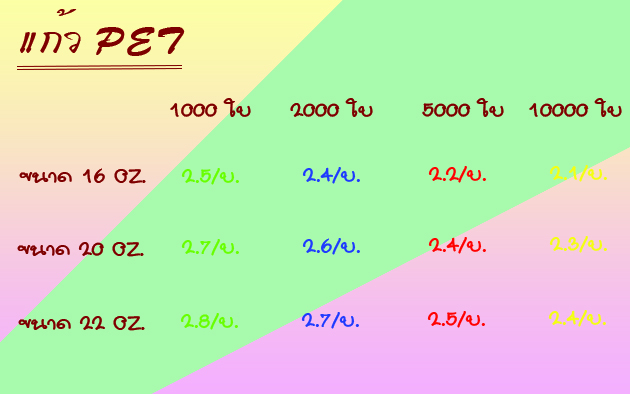 แก้ว PET
1000 ใบ 2000 ใบ 5000 ใบ 10000 ใบ
ขนาด 16 OZ. 2.5/บ. 2.4/บ. 2.2/บ. 2.1/บ.
ขนาด 20 OZ. 2.7/บ. 2.6/บ. 2.4/บ. 2.3/บ.
ขนาด 22 OZ. 2.8/บ. 2.7/บ. 2.5/บ. 2.4/บ.